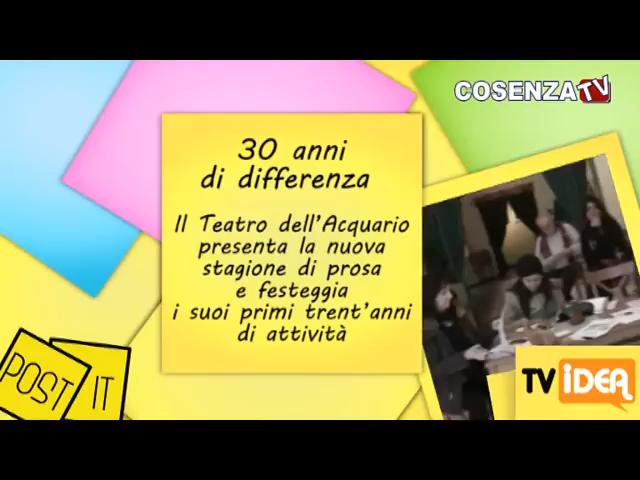 COSENZA TV
30 anni
di differenza
Il Teatro dell'Acquario
presenta la nuova
stagione di prosa
e festeggia
i suoi primi trent'anni
di attività
POST IT
TV iDEA